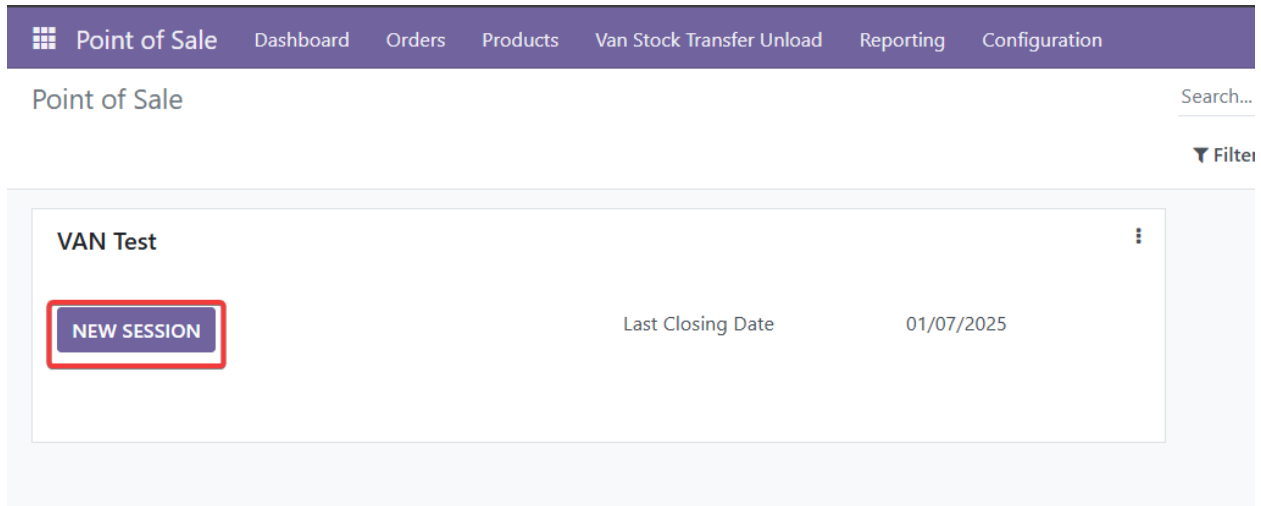 Point of Sale Dashboard Orders Products Van Stock Transfer Unload Reporting Configuration
Point of Sale
Search...
Filter
VAN Test
NEW SESSION Last Closing Date 01/07/2025